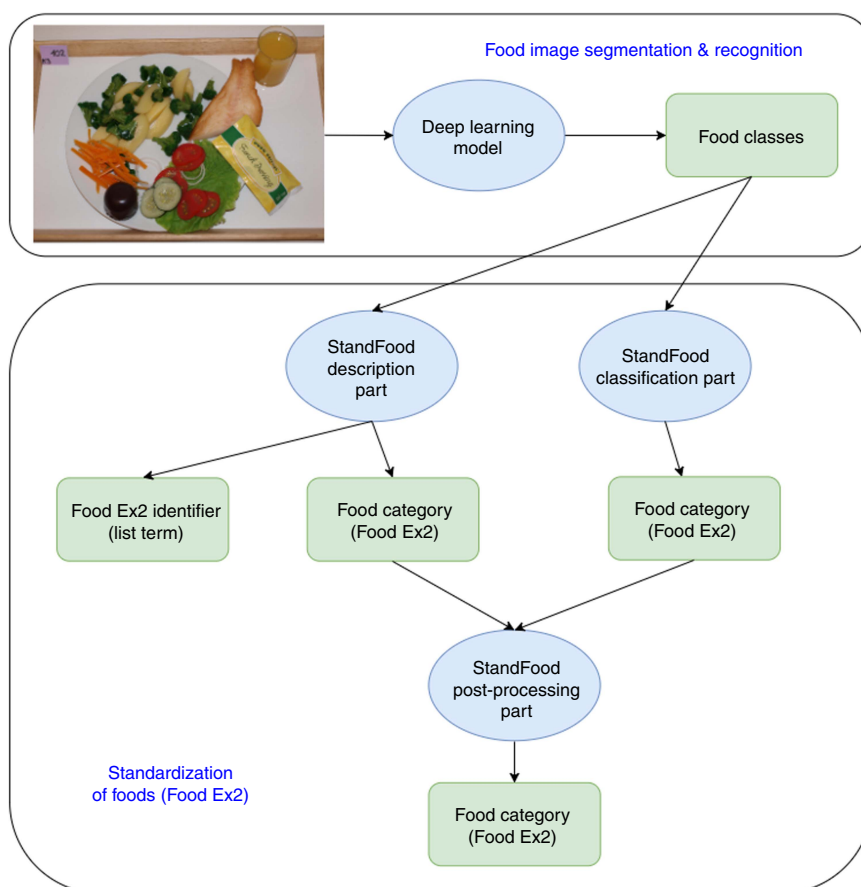 402
Food image segmentation & recognition
Deep learning
model
Food classes
StandFood
description
part
StandFood
classification part
Food Ex2 identifier
(list term)
Food category
(Food Ex2)
Food category
(Food Ex2)
StandFood
post-processing
part
Standardization
of foods (Food Ex2)
Food category
(Food Ex2)